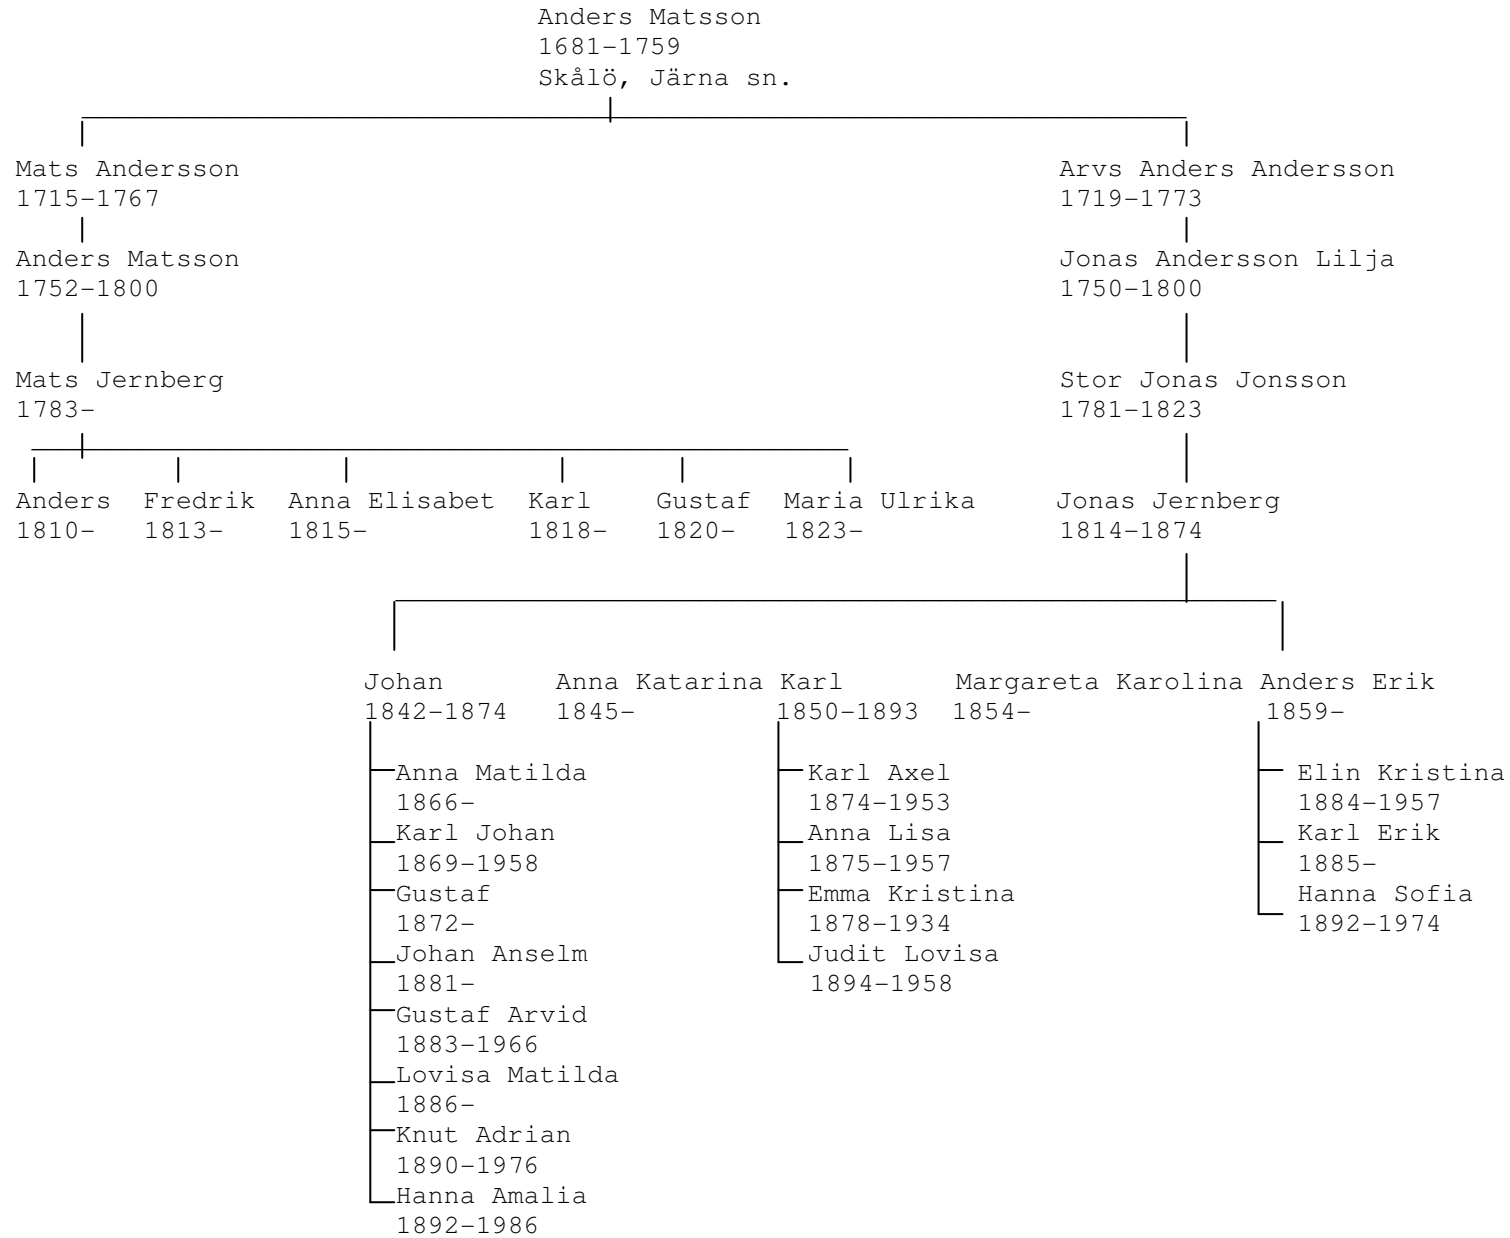 Anders Matsson
1681-1759
Skålö, Järna sn.
Mats Andersson Arvs Anders Andersson
1715-1767 1719-1773
Anders Matsson Jonas Andersson Lilja
1752-1800 1750-1800
Mats Jernberg Stor Jonas Jonsson
1783- 1781-1823
Anders Fredrik Anna Elisabet Karl Gustaf Maria Ulrika Jonas Jernberg
1810- 1813- 1815- 1818- 1820- 1823- 1814-1874
Johan Anna Katarina Karl Margareta Karolina Anders Erik
1842-1874 1845- 1850-1893 1854- 1859-
Anna Matilda Karl Axel Elin Kristina
1866- 1874-1953 1884-1957
Karl Johan Anna Lisa Karl Erik
1869-1958 1875-1957 1885-
Gustaf Emma Kristina Hanna Sofia
1872- 1878-1934 1892-1974
Johan Anselm Judit Lovisa
1881- 1894-1958
Gustaf Arvid
1883-1966
Lovisa Matilda
1886-
Knut Adrian
1890-1976
Hanna Amalia
1892-1986